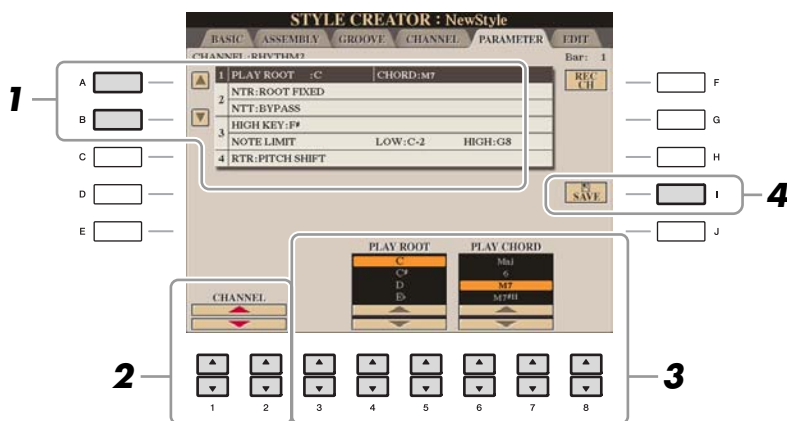 STYLE CREATOR : NewStyle
BASIC ASSEMBLY GROOVE CHANNEL PARAMETER EDIT
CHANNEL :RHYTHM2 Bar: 1
1 PLAY ROOT :C CHORD:M7
2 NTR:ROOT FIXED
NTT:BYPASS
3 HIGH KEY:F#
NOTE LIMIT LOW:C-2 HIGH:G8
4 RTR:PITCH SHIFT
REC
CH
SAVE
A
B
C
D
E
F
G
H
I
J
1
4
PLAY ROOT PLAY CHORD
C Maj
C# 6
D M7
E♭ M7#11
CHANNEL
2
3
1 2 3 4 5 6 7 8